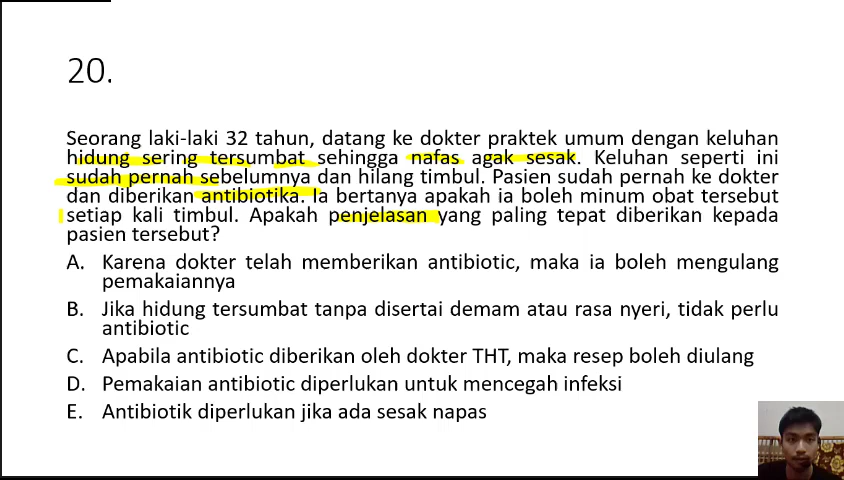 20.
Seorang laki-laki 32 tahun, datang ke dokter praktek umum dengan keluhan
hidung sering tersumbat sehingga nafas agak sesak. Keluhan seperti ini
sudah pernah sebelumnya dan hilang timbul. Pasien sudah pernah ke dokter
dan diberikan antibiotika. Ia bertanya apakah ia boleh minum obat tersebut
setiap kali timbul. Apakah penjelasan yang paling tepat diberikan kepada
pasien tersebut?
A. Karena dokter telah memberikan antibiotic, maka ia boleh mengulang
pemakaiannya
B. Jika hidung tersumbat tanpa disertai demam atau rasa nyeri, tidak perlu
antibiotic
C. Apabila antibiotic diberikan oleh dokter THT, maka resep boleh diulang
D. Pemakaian antibiotic diperlukan untuk mencegah infeksi
E. Antibiotik diperlukan jika ada sesak napas